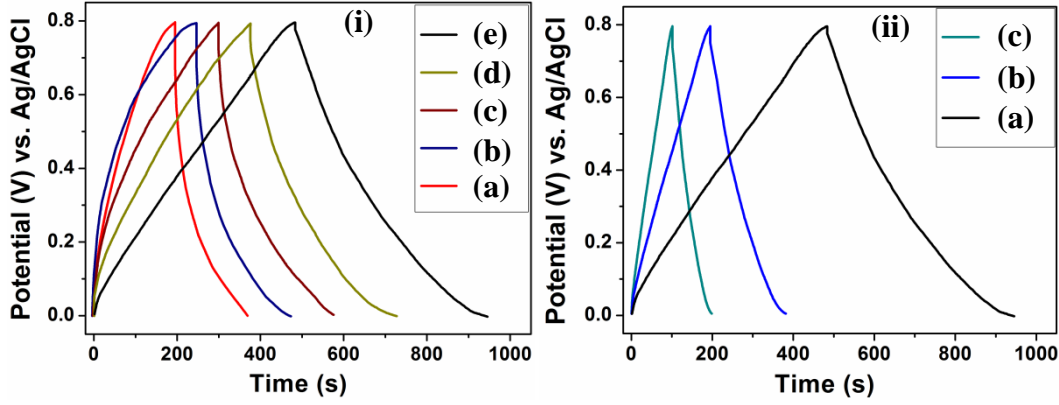 (i)
(e)
(d)
(c)
(b)
(a)
Potential (V) vs. Ag/AgCl
0.8
0.6
0.4
0.2
0.0
0 200 400 600 800 1000
Time (s)
(ii)
(c)
(b)
(a)
Potential (V) vs. Ag/AgCl
0.8
0.6
0.4
0.2
0.0
0 200 400 600 800 1000
Time (s)